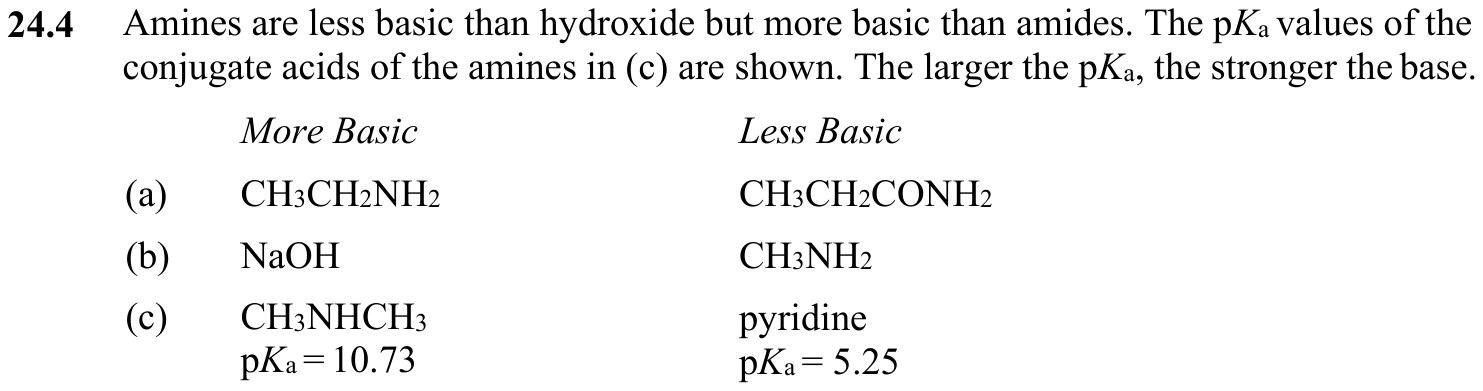 24.4 Amines are less basic than hydroxide but more basic than amides. The pKa values of the
conjugate acids of the amines in (c) are shown. The larger the pKa, the stronger the base.
More Basic Less Basic
(a) CH3CH2NH2 CH3CH2CONH2
(b) NaOH CH3NH2
(c) CH3NHCH3 pyridine
pKa = 10.73 pKa = 5.25